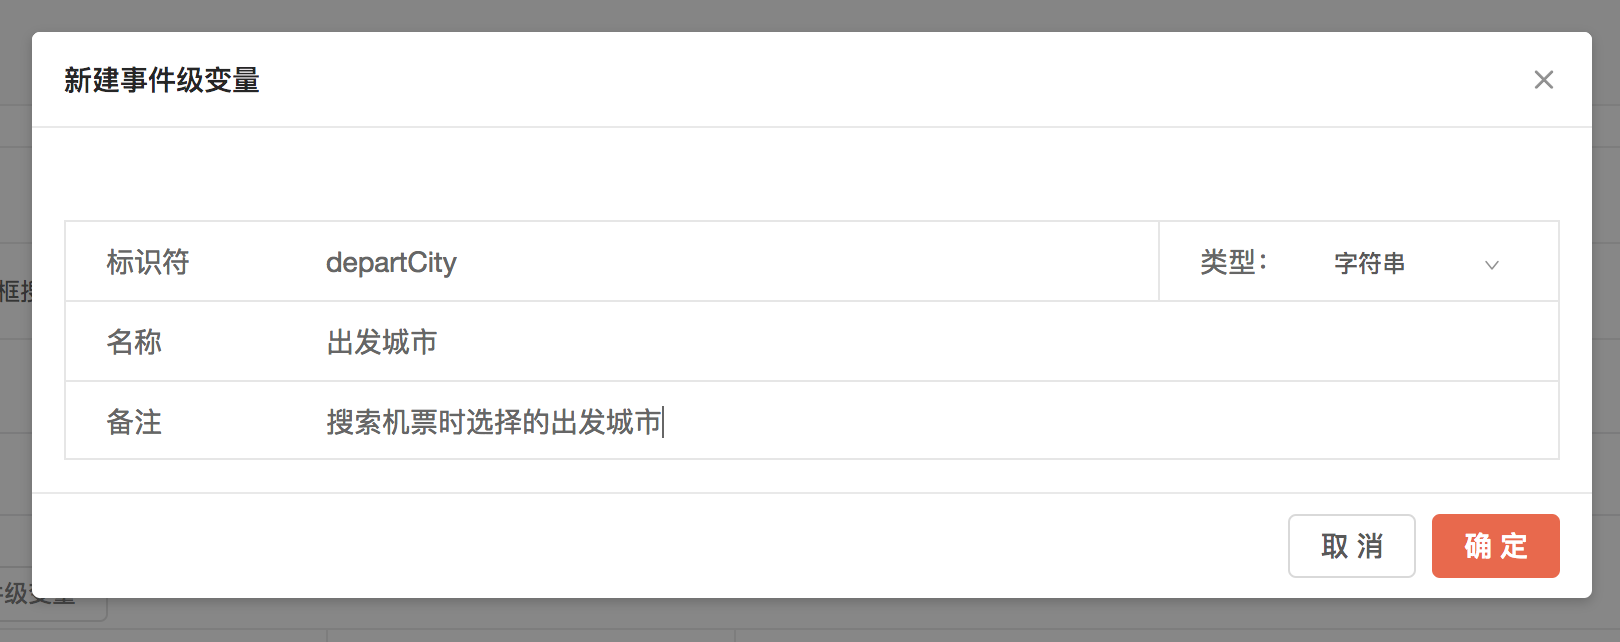 新建事件级变量
标识符 departCity 类型： 字符串
框搜
名称 出发城市
备注 搜索机票时选择的出发城市
取 消 确 定
件级变量